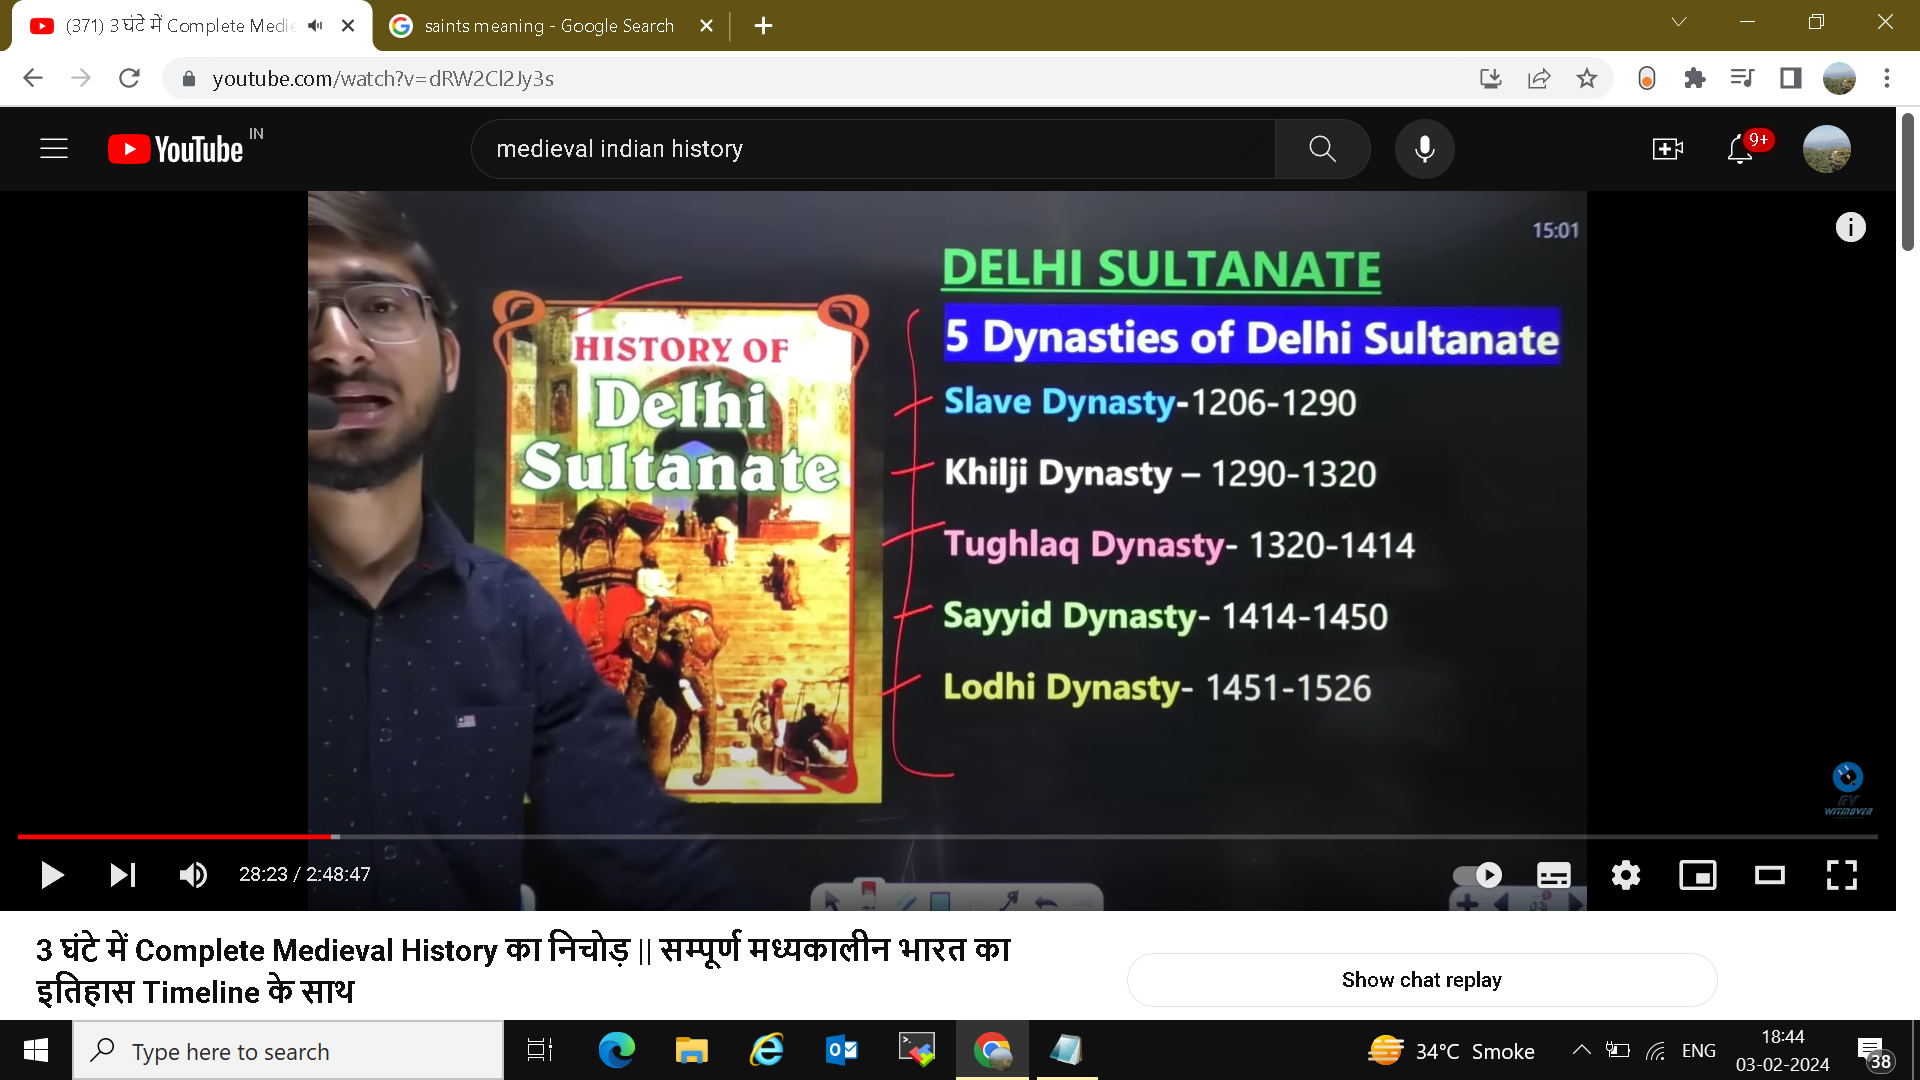 (371) 3 घंटे में Complete Medie
saints meaning - Google Search
youtube.com/watch?v=dRW2Cl2Jy3s
YouTube IN
medieval indian history
9+
15:01
HISTORY OF
Delhi
Sultanate
DELHI SULTANATE
5 Dynasties of Delhi Sultanate
Slave Dynasty-1206-1290
Khilji Dynasty – 1290-1320
Tughlaq Dynasty- 1320-1414
Sayyid Dynasty- 1414-1450
Lodhi Dynasty- 1451-1526
GV
WITMOVER
28:23 / 2:48:47
3 घंटे में Complete Medieval History का निचोड़ || सम्पूर्ण मध्यकालीन भारत का
इतिहास Timeline के साथ
Show chat replay
Type here to search
34°C Smoke
ENG
18:44
03-02-2024
38